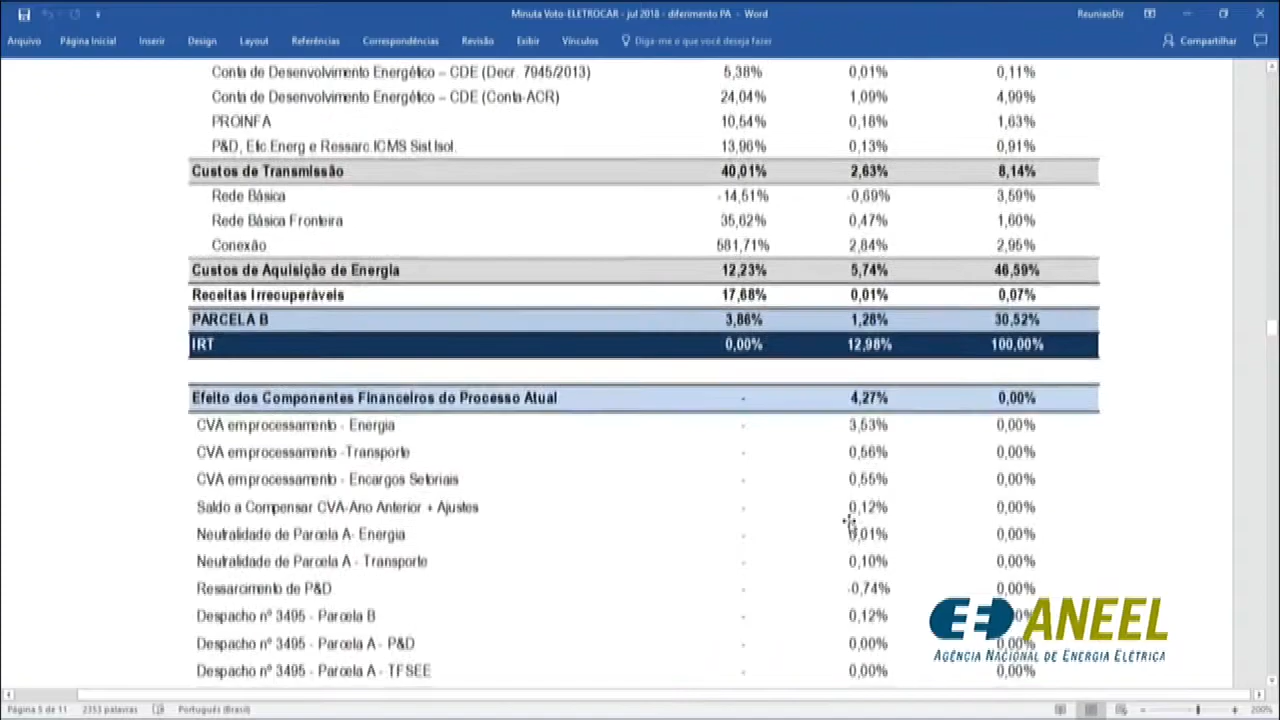 Minuta Voto-ELETROCAR - jul 2018 - diferimento PA - Word ReuniaoDir
Arquivo Página Inicial Inserir Design Layout Referências Correspondências Revisão Exibir Vínculos Diga-me o que você deseja fazer Compartilhar
Conta de Desenvolvimento Energético – CDE (Decr. 7945/2013) 5,38% 0,01% 0,11%
Conta de Desenvolvimento Energético – CDE (Conta-ACR) 24,04% 1,09% 4,99%
PROINFA 10,54% 0,18% 1,63%
P&D, Efic.Energ e Ressarc.ICMS Sist.Isol. 13,96% 0,13% 0,91%
Custos de Transmissão 40,01% 2,63% 8,14%
Rede Básica -14,51% -0,69% 3,59%
Rede Básica Fronteira 35,62% 0,47% 1,60%
Conexão 581,71% 2,84% 2,95%
Custos de Aquisição de Energia 12,23% 5,74% 46,59%
Receitas Irrecuperáveis 17,68% 0,01% 0,07%
PARCELA B 3,86% 1,28% 30,52%
IRT 0,00% 12,98% 100,00%
Efeito dos Componentes Financeiros do Processo Atual - 4,27% 0,00%
CVA em processamento - Energia - 3,53% 0,00%
CVA em processamento -Transporte - 0,56% 0,00%
CVA em processamento - Encargos Setoriais - 0,55% 0,00%
Saldo a Compensar CVA-Ano Anterior + Ajustes - 0,12% 0,00%
Neutralidade de Parcela A- Energia - 0,01% 0,00%
Neutralidade de Parcela A - Transporte - 0,10% 0,00%
Ressarcimento de P&D - -0,74% 0,00%
Despacho nº 3495 - Parcela B - 0,12% 0,00%
Despacho nº 3495 - Parcela A - P&D - 0,00% 0,00%
Despacho nº 3495 - Parcela A - TFSEE - 0,00% 0,00%
ANEEL
AGÊNCIA NACIONAL DE ENERGIA ELÉTRICA
Página 5 de 11 2353 palavras Português (Brasil) 200%